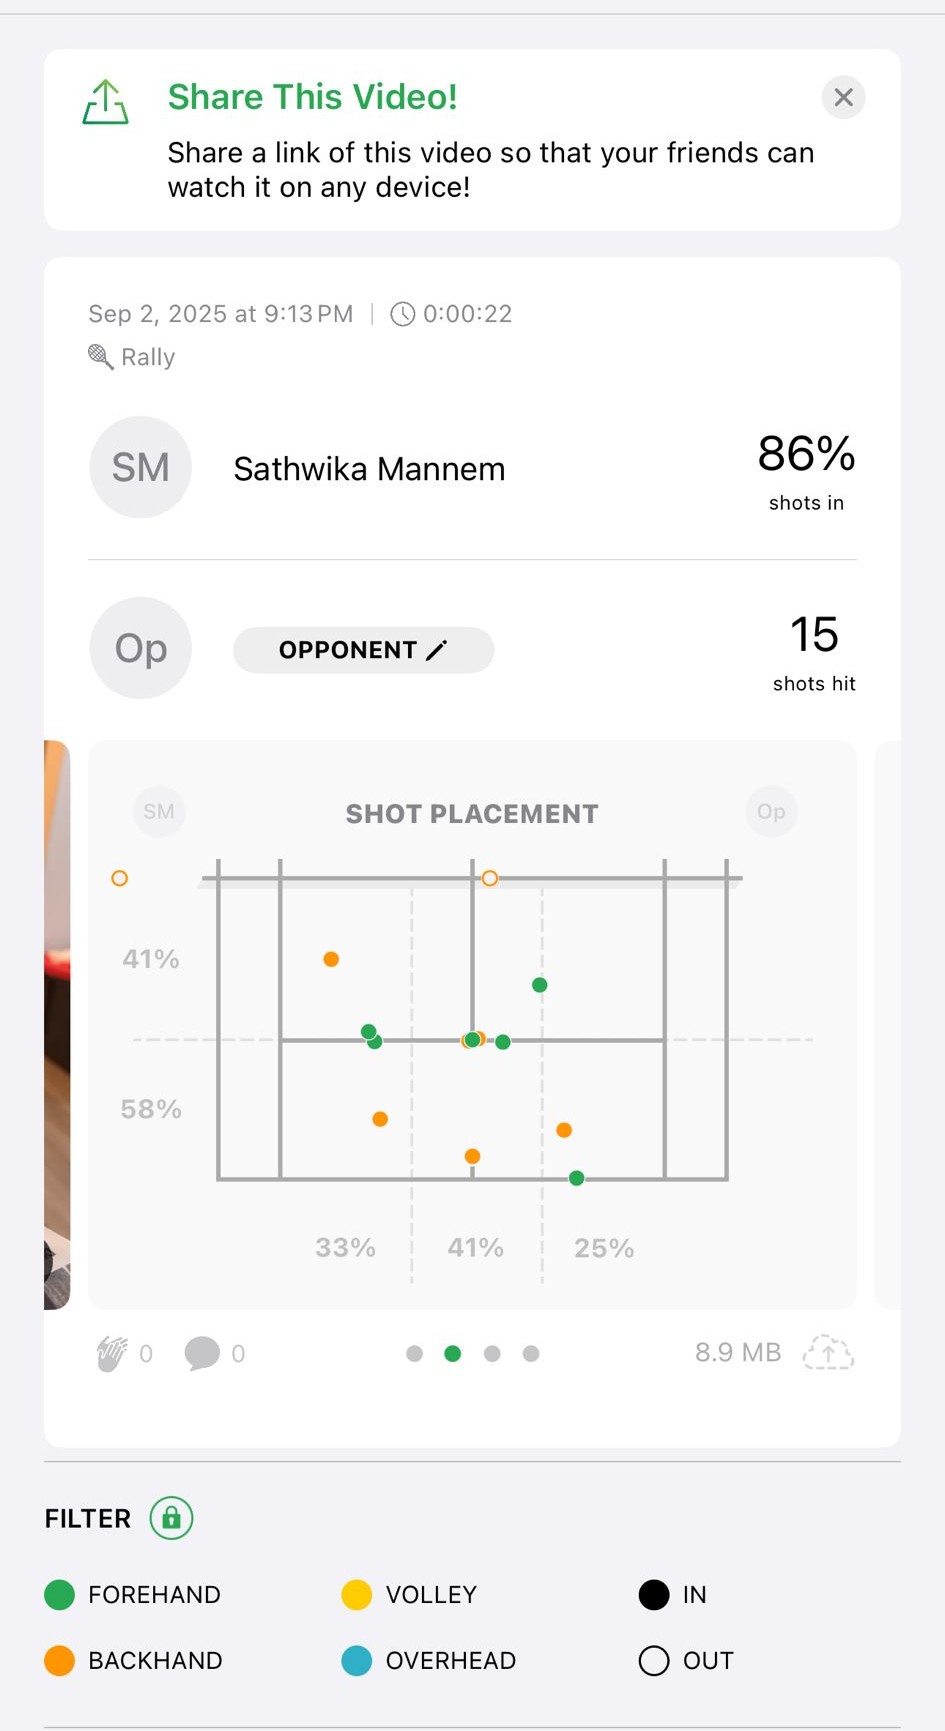 Share This Video!
Share a link of this video so that your friends can
watch it on any device!
Sep 2, 2025 at 9:13 PM | 0:00:22
Rally
SM
Sathwika Mannem
86%
shots in
Op
OPPONENT
15
shots hit
SM
SHOT PLACEMENT
Op
41%
58%
33%
41%
25%
0
0
8.9 MB
FILTER
FOREHAND
VOLLEY
IN
BACKHAND
OVERHEAD
OUT